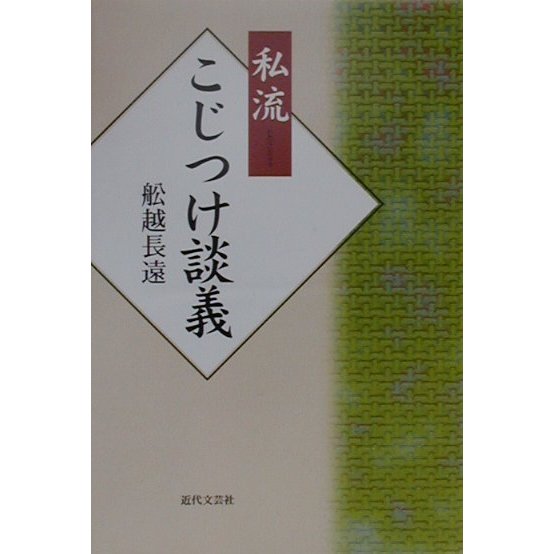 私流
こじつけ談義
舩越長遠
近代文芸社